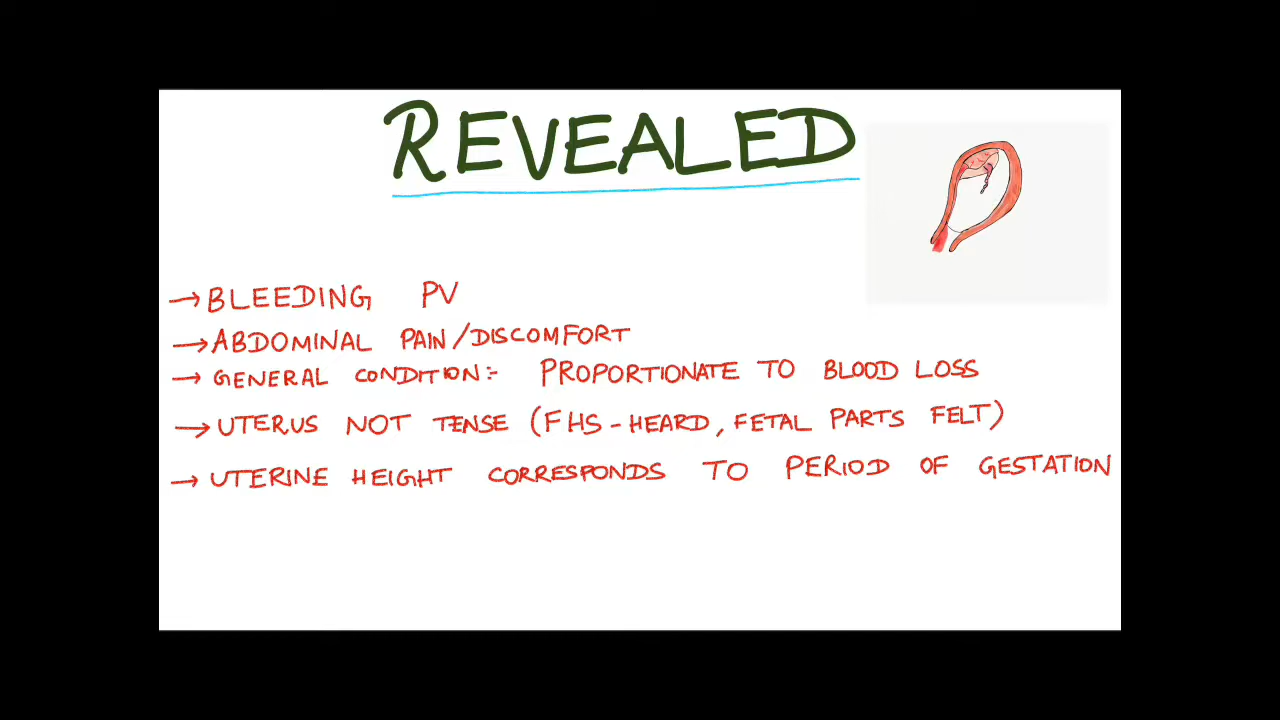 REVEALED
→ BLEEDING PV
→ ABDOMINAL PAIN/DISCOMFORT
→ GENERAL CONDITION:- PROPORTIONATE TO BLOOD LOSS
→ UTERUS NOT TENSE (FHS - HEARD, FETAL PARTS FELT)
→ UTERINE HEIGHT CORRESPONDS TO PERIOD OF GESTATION